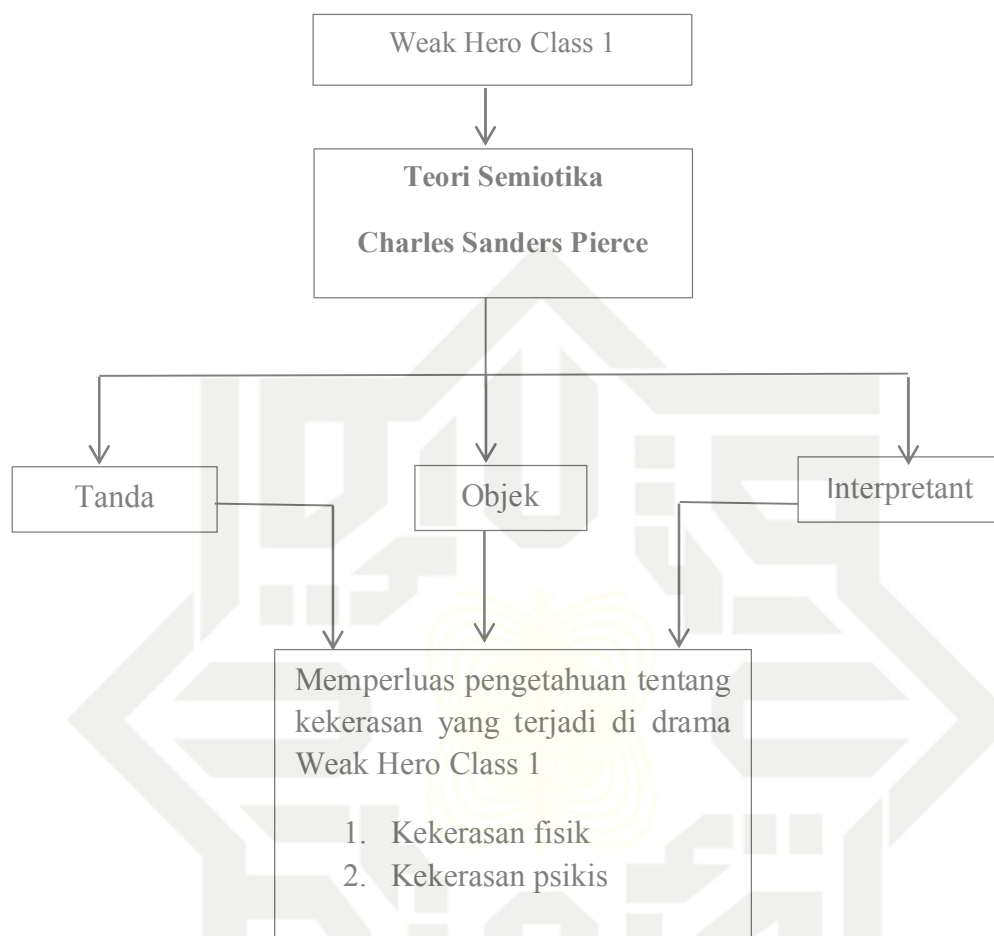 Weak Hero Class 1
Teori Semiotika
Charles Sanders Pierce
Tanda
Objek
Interpretant
Memperluas pengetahuan tentang
kekerasan yang terjadi di drama
Weak Hero Class 1
1. Kekerasan fisik
2. Kekerasan psikis